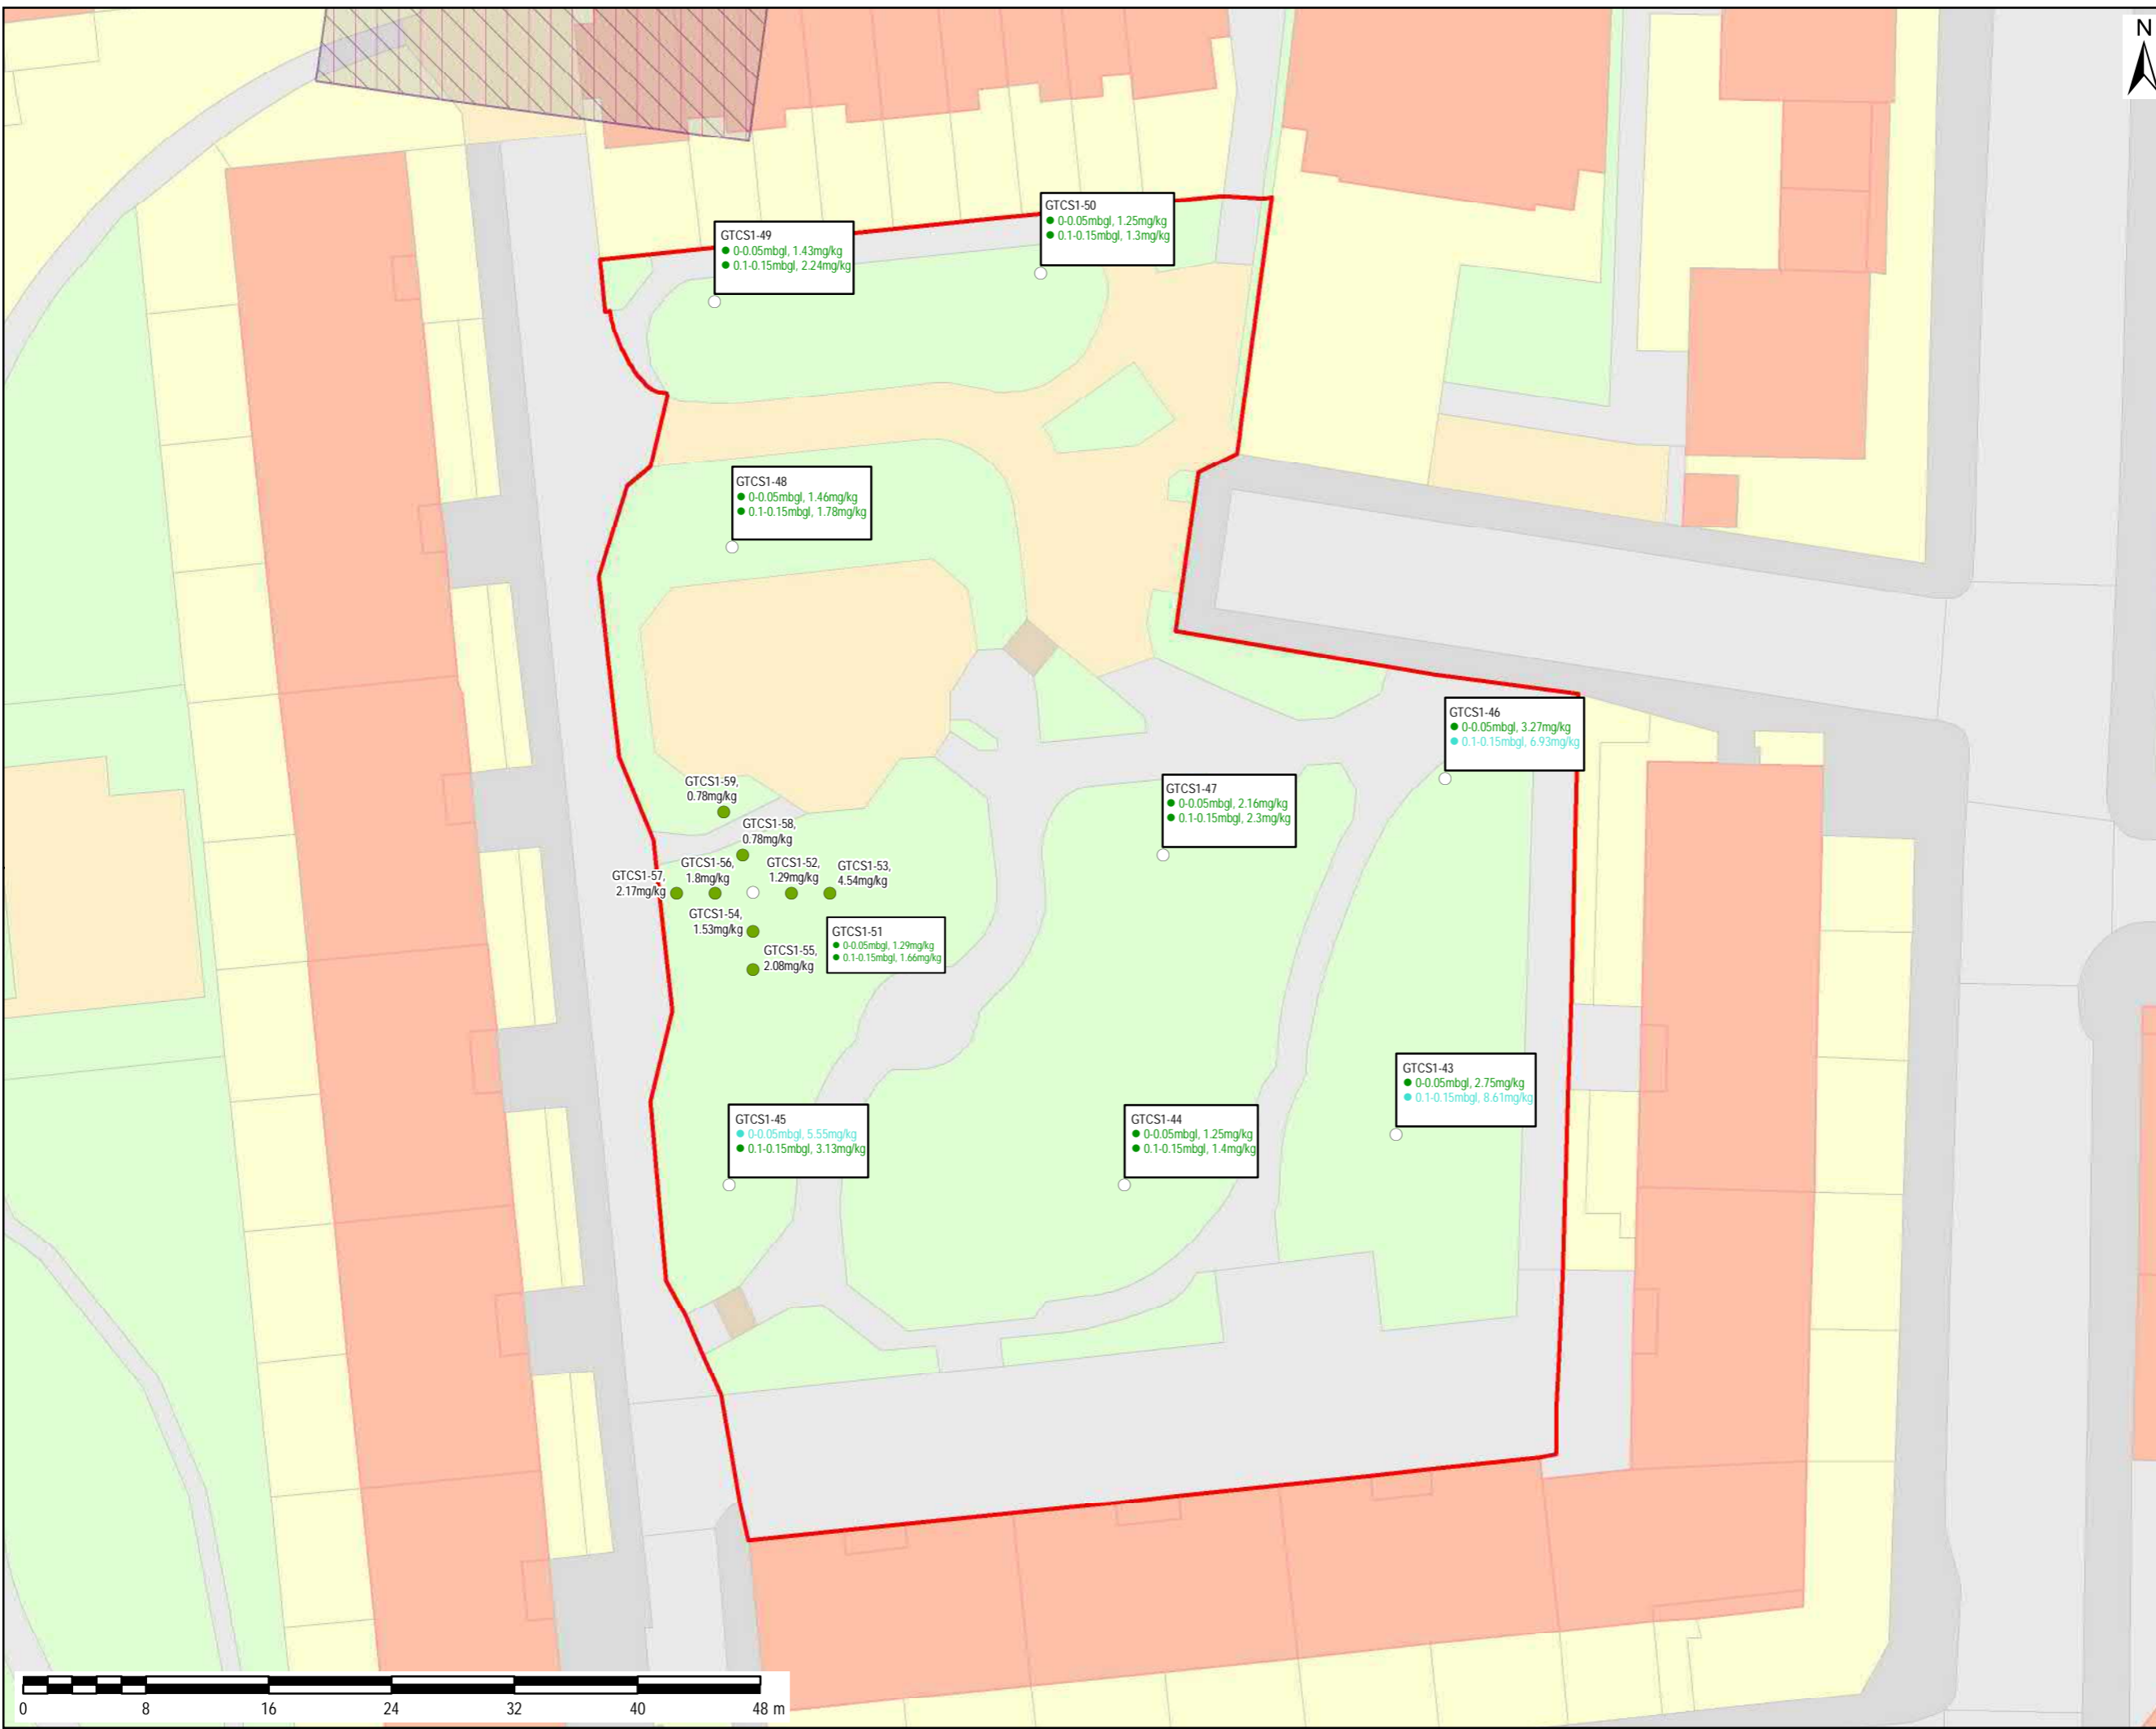 N
GTCS1-50
0-0.05mbgl, 1.25mg/kg
0.1-0.15mbgl, 1.3mg/kg
GTCS1-49
0-0.05mbgl, 1.43mg/kg
0.1-0.15mbgl, 2.24mg/kg
GTCS1-48
0-0.05mbgl, 1.46mg/kg
0.1-0.15mbgl, 1.78mg/kg
GTCS1-46
0-0.05mbgl, 3.27mg/kg
0.1-0.15mbgl, 6.93mg/kg
GTCS1-47
0-0.05mbgl, 2.16mg/kg
0.1-0.15mbgl, 2.3mg/kg
GTCS1-59,
0.78mg/kg
GTCS1-58,
0.78mg/kg
GTCS1-57,
2.17mg/kg
GTCS1-56,
1.8mg/kg
GTCS1-52,
1.29mg/kg
GTCS1-53,
4.54mg/kg
GTCS1-54,
1.53mg/kg
GTCS1-55,
2.08mg/kg
GTCS1-51
0-0.05mbgl, 1.29mg/kg
0.1-0.15mbgl, 1.66mg/kg
GTCS1-43
0-0.05mbgl, 2.75mg/kg
0.1-0.15mbgl, 8.61mg/kg
GTCS1-45
0-0.05mbgl, 5.55mg/kg
0.1-0.15mbgl, 3.13mg/kg
GTCS1-44
0-0.05mbgl, 1.25mg/kg
0.1-0.15mbgl, 1.4mg/kg
0 8 16 24 32 40 48 m